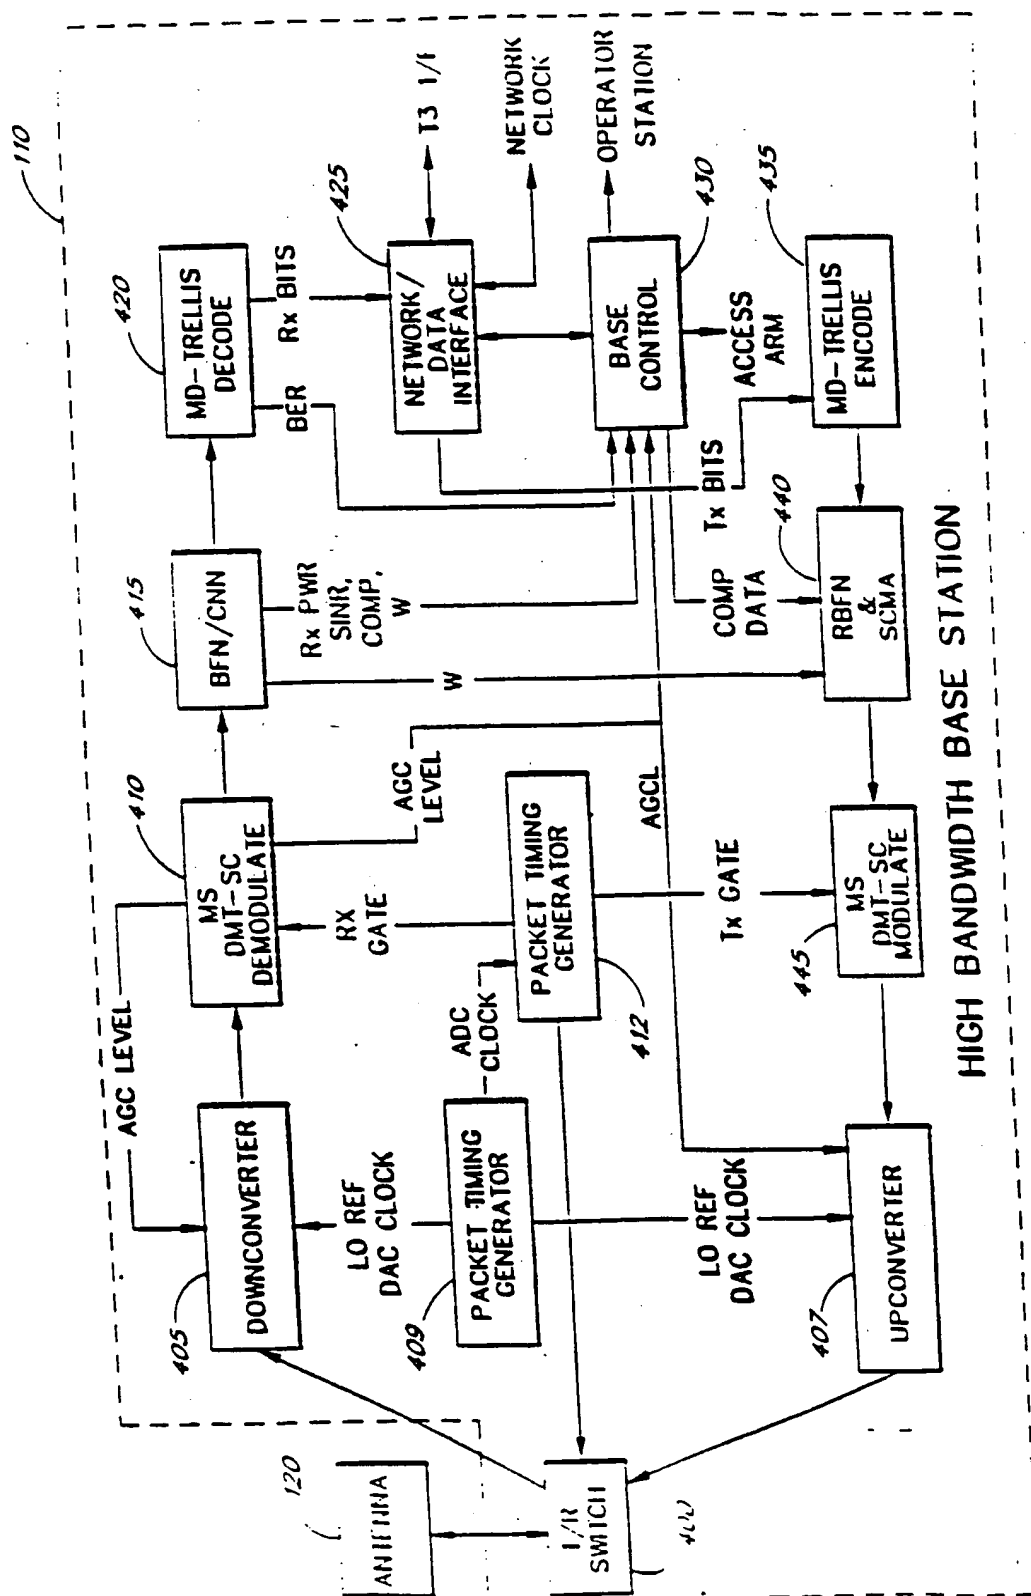 110
120
ANTENNA
T/R
SWITCH
400
AGC LEVEL
405
DOWNCONVERTER
410
MS
DMT-SC
DEMODULATE
415
BFN/CNN
420
MD-TRELLIS
DECODE
LO REF
DAC CLOCK
RX
GATE
AGC
LEVEL
W
Rx PWR
SINR,
COMP,
W
BER
Rx BITS
409
PACKET TIMING
GENERATOR
ADC
CLOCK
PACKET TIMING
GENERATOR
412
425
NETWORK/
DATA
INTERFACE
T3 I/F
NETWORK
CLOCK
LO REF
DAC CLOCK
Tx GATE
AGCL
COMP
DATA
Tx BITS
BASE
CONTROL
430
OPERATOR
STATION
ACCESS
ARM
407
UPCONVERTER
445
MS
DMT-SC
MODULATE
440
RBFN
&
SCMA
435
MD-TRELLIS
ENCODE
HIGH BANDWIDTH BASE STATION